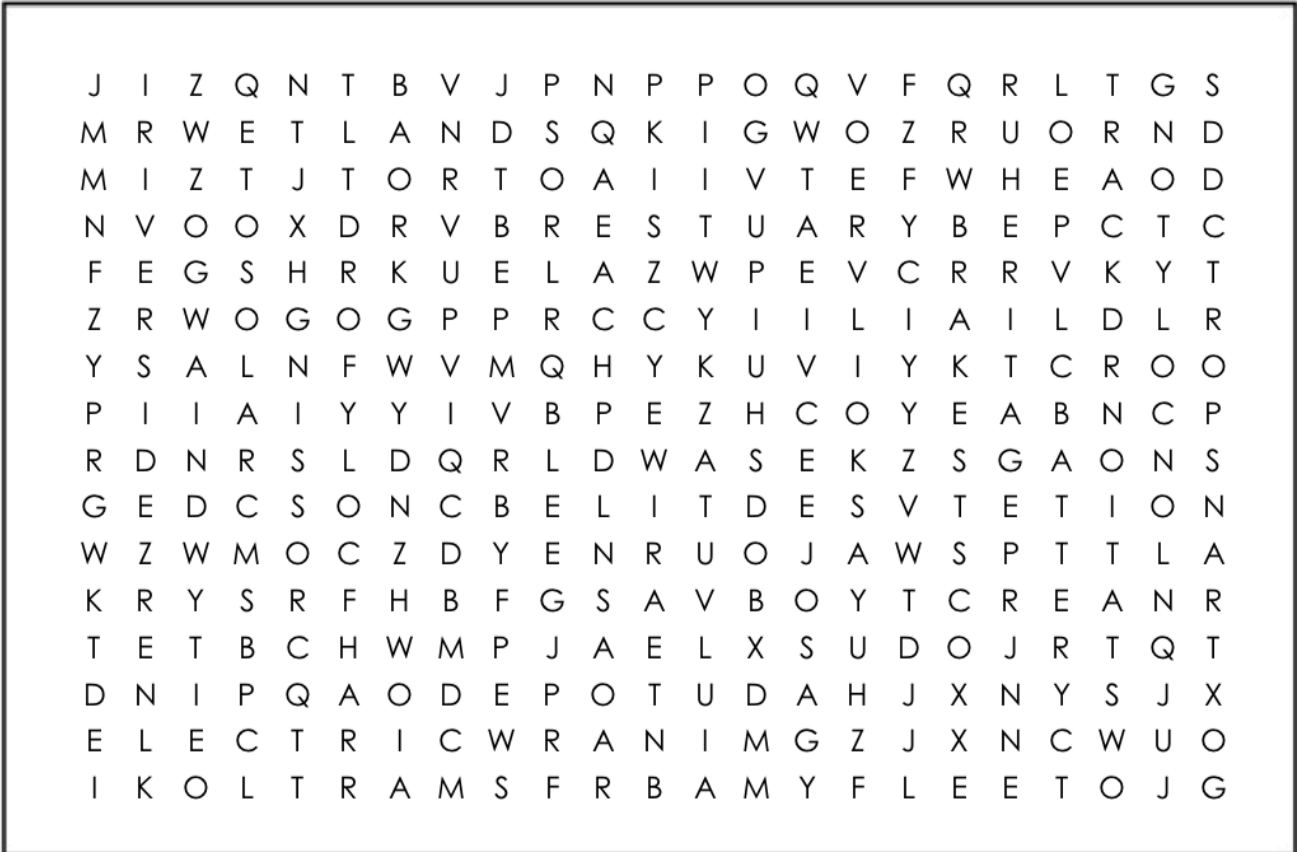 J I Z Q N T B V J P N P P O Q V F Q R L T G S
M R W E T L A N D S Q K I G W O Z R U O R N D
M I Z T J T O R T O A I I V T E F W H E A O D
N V O O X D R V B R E S T U A R Y B E P C T C
F E G S H R K U E L A Z W P E V C R R V K Y T
Z R W O G O G P P R C C Y I I L I A I L D L R
Y S A L N F W V M Q H Y K U V I Y K T C R O O
P I I A I Y Y I V B P E Z H C O Y E A B N C P
R D N R S L D Q R L D W A S E K Z S G A O N S
G E D C S O N C B E L I T D E S V T E T I O N
W Z W M O C Z D Y E N R U O J A W S P T T L A
K R Y S R F H B F G S A V B O Y T C R E A N R
T E T B C H W M P J A E L X S U D O J R T Q T
D N I P Q A O D E P O T U D A H J X N Y S J X
E L E C T R I C W R A N I M G Z J X N C W U O
I K O L T R A M S F R B A M Y F L E E T O J G